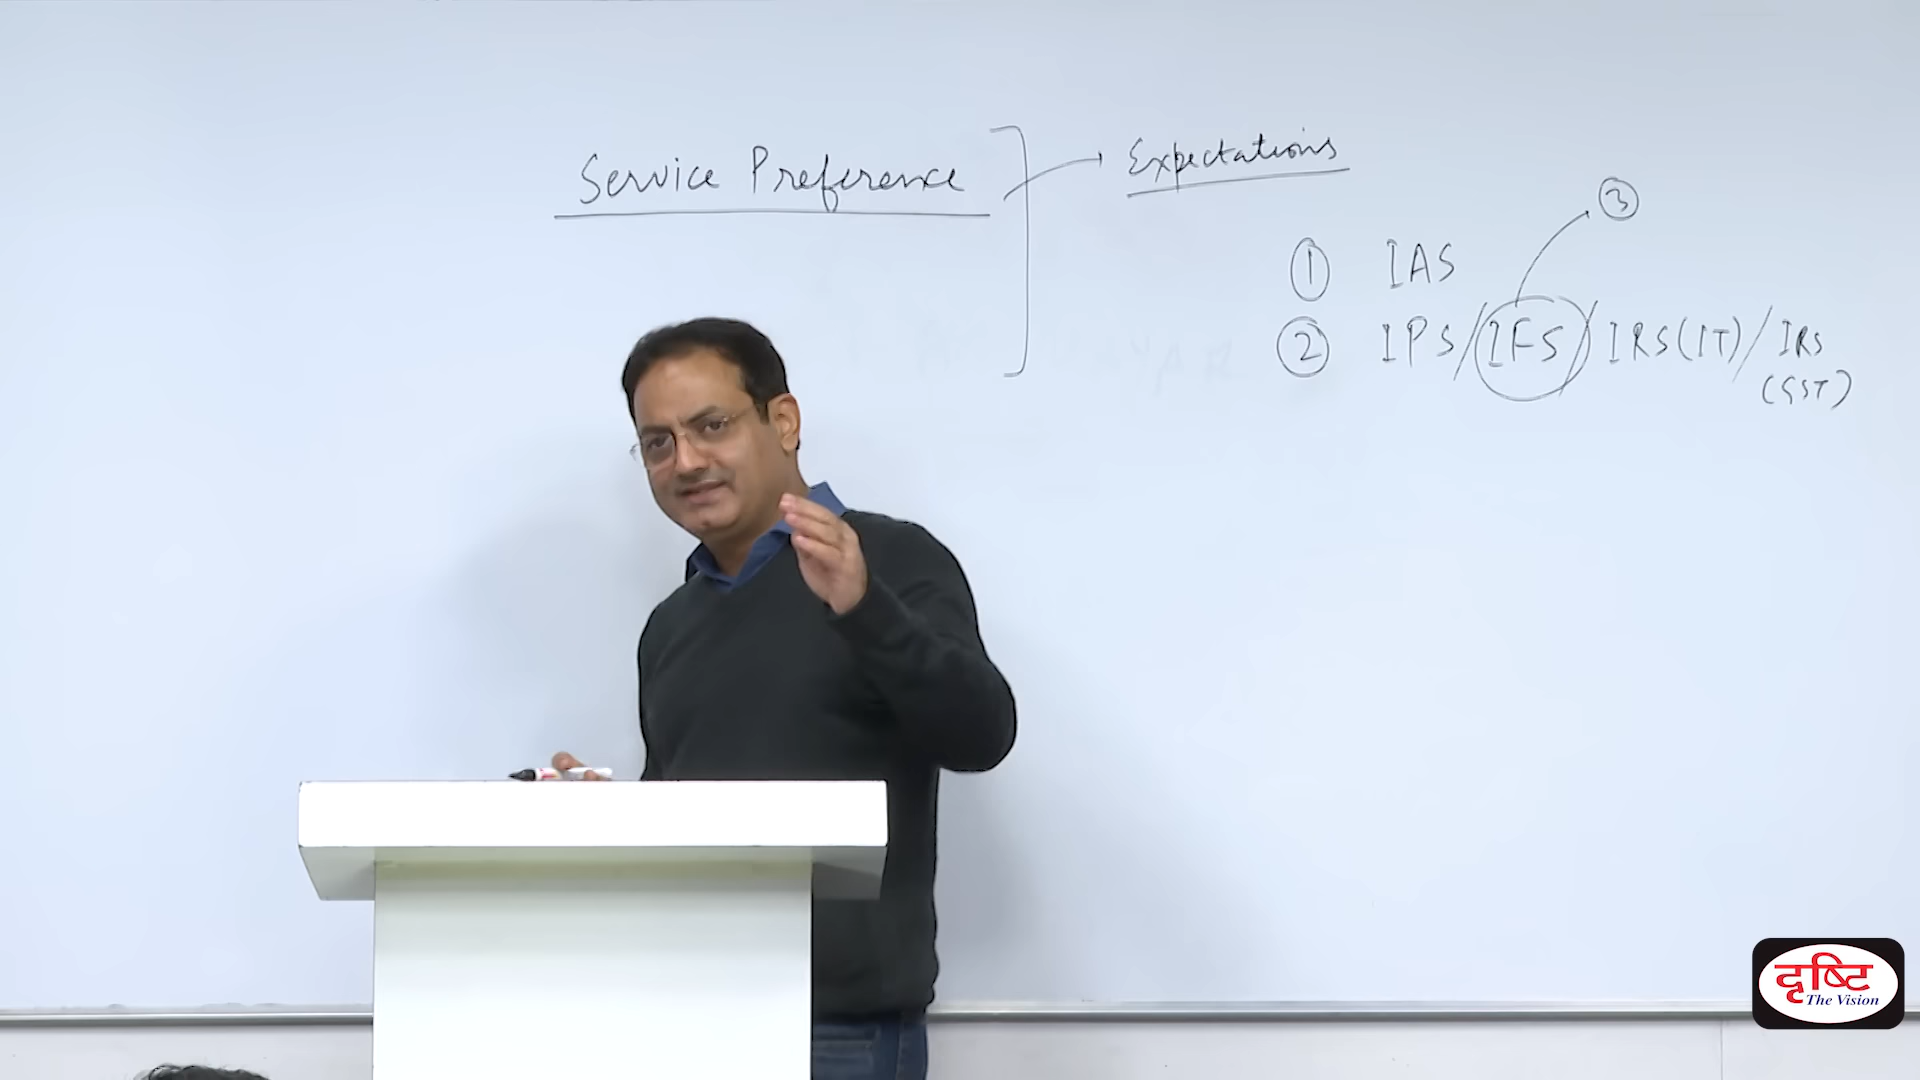 Service Preference
Expectations
③
① IAS
② IPS/IFS/IRS(IT)/IRS
(GST)
दृष्टि
The Vision